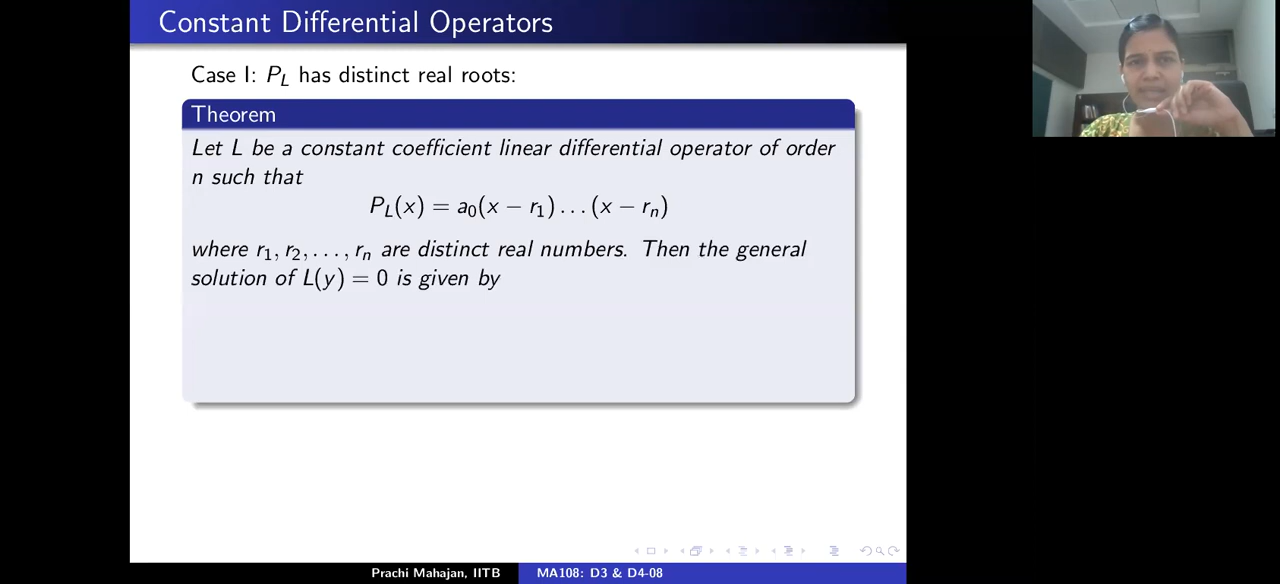 Constant Differential Operators
Case I: P_L has distinct real roots:
Theorem
Let L be a constant coefficient linear differential operator of order
n such that
P_L(x) = a_0(x − r_1) . . . (x − r_n)
where r_1, r_2, . . . , r_n are distinct real numbers. Then the general
solution of L(y) = 0 is given by
Prachi Mahajan, IITB
MA108: D3 & D4-08